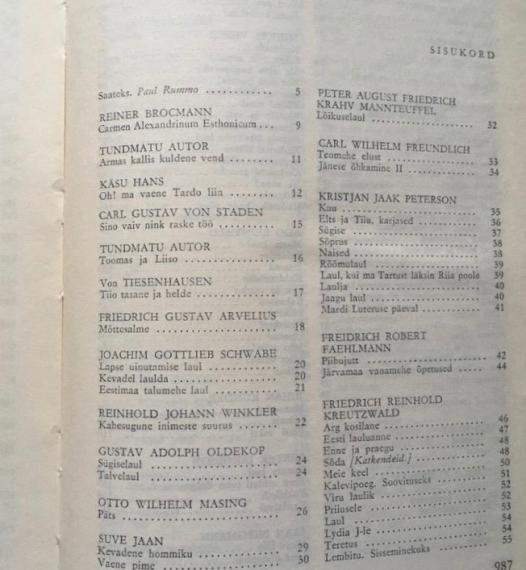 SISUKORD
Saateks. Paul Rummo ............ 5
REINER BROCMANN
Carmen Alexandrinum Esthonicum ... 9
TUNDMATU AUTOR
Armas kallis kuldene vend ........ 11
KÄSU HANS
Oh! ma vaene Tardo liin ........ 12
CARL GUSTAV VON STADEN
Sino vaiv nink raske töö ........ 15
TUNDMATU AUTOR
Toomas ja Liiso .............. 16
Von TIESENHAUSEN
Tiio tasane ja helde .......... 17
FRIEDRICH GUSTAV ARVELIUS
Mõttesalme .................. 18
JOACHIM GOTTLIEB SCHWABE
Lapse uinutamise laul .......... 20
Kevadel laulda ................ 20
Eestimaa talumehe laul .......... 21
REINHOLD JOHANN WINKLER
Kahesugune inimeste suurus ...... 22
GUSTAV ADOLPH OLDEKOP
Sügiselaul .................... 24
Talvelaul .................... 24
OTTO WILHELM MASING
Päts ........................ 26
SUVE JAAN
Kevadene hommiku ............ 29
Vaene pime .................. 30
PETER AUGUST FRIEDRICH
KRAHV MANNTEUFFEL
Lõikuselaul .................. 32
CARL WILHELM FREUNDLICH
Teomehe elust ................ 33
Jänese õhkamine II ............ 34
KRISTJAN JAAK PETERSON
Kuu ........................ 35
Elts ja Tiiu, karjased .......... 36
Sügise ...................... 37
Sõprus ...................... 38
Naised ...................... 38
Rõõmulaul .................. 39
Laul, kui ma Tartust läksin Riia poole 39
Laulja ...................... 40
Jaagu laul .................... 40
Mardi Luteruse päeval .......... 41
FREIDRICH ROBERT
FAEHLMANN
Piibujutt .................... 42
Järvamaa vanamehe õpetused ...... 44
FRIEDRICH REINHOLD
KREUTZWALD
Arg kosilane .................. 46
Eesti lauluanne ................ 47
Enne ja praegu ................ 48
Sõda [Katkendeid.] ............ 48
Meie keel .................... 50
Kalevipoeg. Soovituseks ........ 51
Viru laulik .................. 52
Priiusele .................... 52
Laul ........................ 53
Lydia J-le .................... 54
Teretus ...................... 54
Lembitu. Sissemineküks .......... 55
987